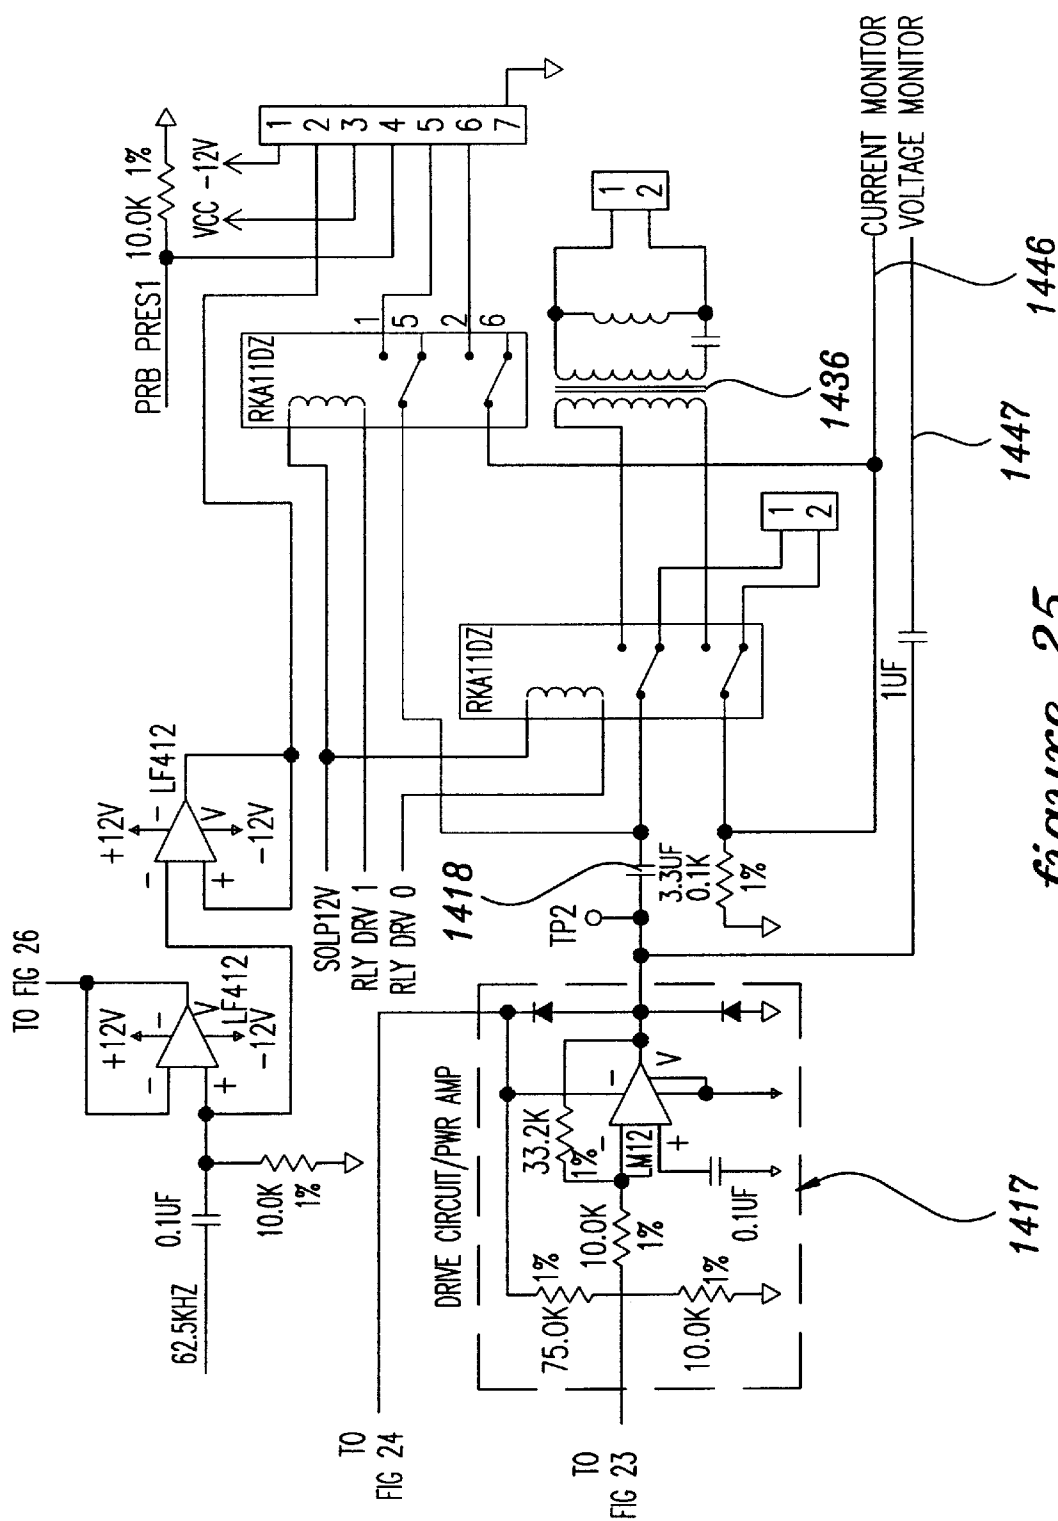 TO FIG 26
62.5KHZ
0.1UF
10.0K
1%
+12V
-
-
+
V
-12V
LF412
+12V
-
-
+
V
-12V
LF412
PRB PRES1
10.0K 1%
VCC
-12V
1
2
3
4
5
6
7
SOLP12V
RLY DRV 1
RLY DRV 0
RKA11DZ
1
5
2
6
RKA11DZ
1
2
1
2
1436
TO
FIG 24
TO
FIG 23
DRIVE CIRCUIT/PWR AMP
75.0K
1%
10.0K
1%
10.0K
1%
33.2K
1%
-
-
LM12
+
V
0.1UF
1417
TP2
1418
3.3UF
0.1K
1%
1UF
CURRENT MONITOR
VOLTAGE MONITOR
1446
1447
figure 25